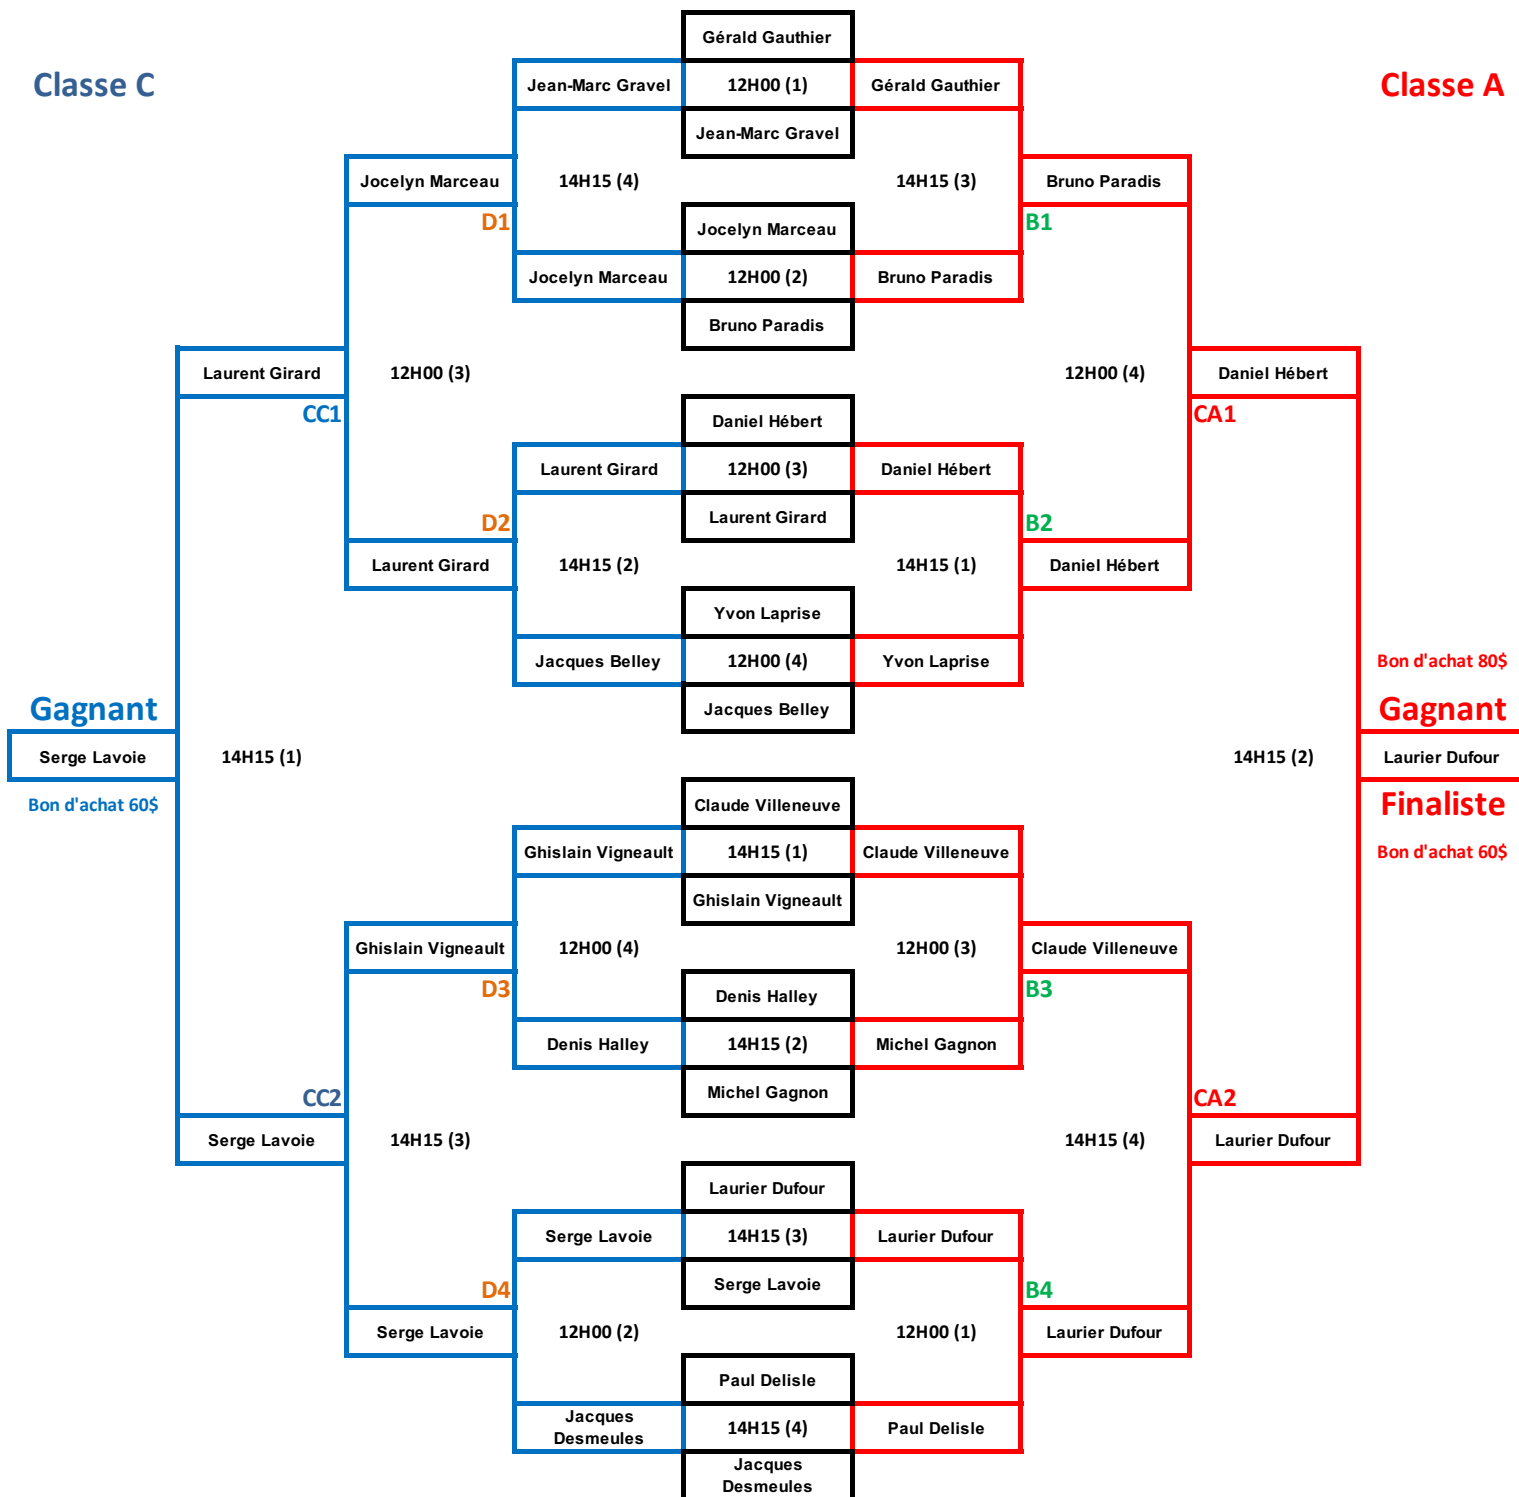 Gérald Gauthier
Classe C
Jean-Marc Gravel
12H00 (1)
Gérald Gauthier
Classe A
Jean-Marc Gravel
Jocelyn Marceau
14H15 (4)
14H15 (3)
Bruno Paradis
D1
Jocelyn Marceau
B1
Jocelyn Marceau
12H00 (2)
Bruno Paradis
Bruno Paradis
Laurent Girard
12H00 (3)
12H00 (4)
Daniel Hébert
CC1
Daniel Hébert
CA1
Laurent Girard
12H00 (3)
Daniel Hébert
D2
Laurent Girard
B2
Laurent Girard
14H15 (2)
14H15 (1)
Daniel Hébert
Yvon Laprise
Jacques Belley
12H00 (4)
Yvon Laprise
Bon d'achat 80$
Gagnant
Jacques Belley
Gagnant
Serge Lavoie
14H15 (1)
14H15 (2)
Laurier Dufour
Bon d'achat 60$
Claude Villeneuve
Finaliste
Ghislain Vigneault
14H15 (1)
Claude Villeneuve
Bon d'achat 60$
Ghislain Vigneault
Ghislain Vigneault
12H00 (4)
12H00 (3)
Claude Villeneuve
D3
Denis Halley
B3
Denis Halley
14H15 (2)
Michel Gagnon
CC2
Michel Gagnon
CA2
Serge Lavoie
14H15 (3)
14H15 (4)
Laurier Dufour
Laurier Dufour
Serge Lavoie
14H15 (3)
Laurier Dufour
D4
Serge Lavoie
B4
Serge Lavoie
12H00 (2)
12H00 (1)
Laurier Dufour
Paul Delisle
Jacques
Desmeules
14H15 (4)
Paul Delisle
Jacques
Desmeules